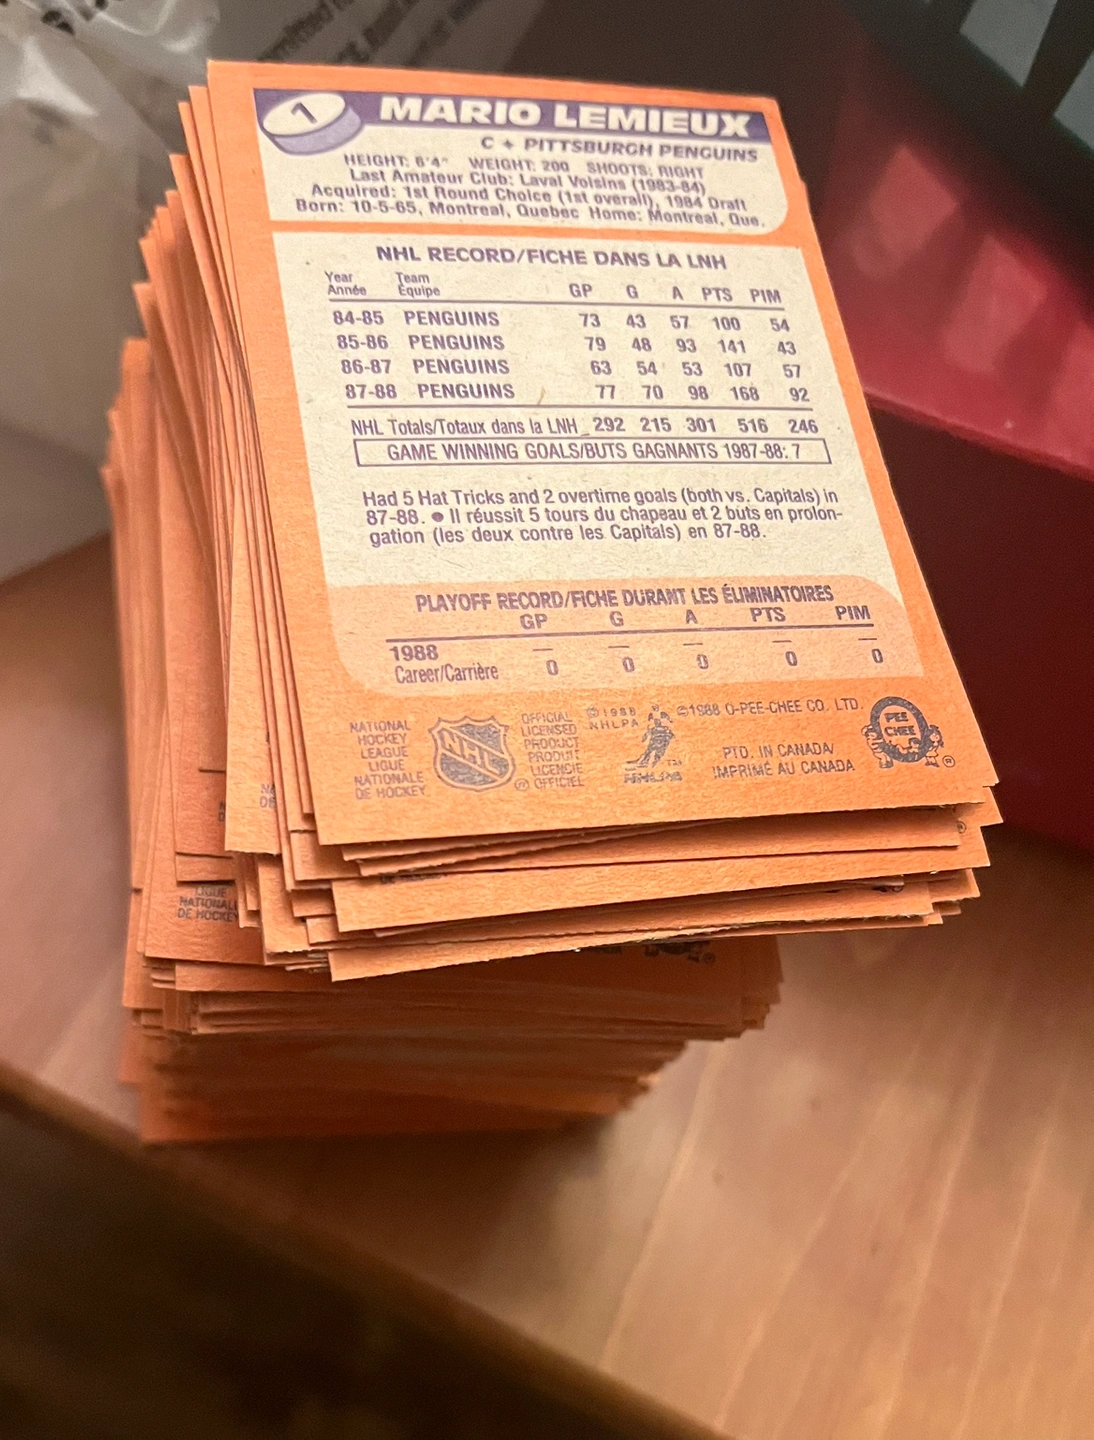 1
MARIO LEMIEUX
C + PITTSBURGH PENGUINS
HEIGHT: 6'4" WEIGHT: 200 SHOOTS: RIGHT
Last Amateur Club: Laval Voisins (1983-84)
Acquired: 1st Round Choice (1st overall), 1984 Draft
Born: 10-5-65, Montreal, Quebec Home: Montreal, Que.
NHL RECORD/FICHE DANS LA LNH
Year Team
Année Équipe GP G A PTS PIM
84-85 PENGUINS 73 43 57 100 54
85-86 PENGUINS 79 48 93 141 43
86-87 PENGUINS 63 54 53 107 57
87-88 PENGUINS 77 70 98 168 92
NHL Totals/Totaux dans la LNH 292 215 301 516 246
GAME WINNING GOALS/BUTS GAGNANTS 1987-88: 7
Had 5 Hat Tricks and 2 overtime goals (both vs. Capitals) in
87-88. ● Il réussit 5 tours du chapeau et 2 buts en prolon-
gation (les deux contre les Capitals) en 87-88.
PLAYOFF RECORD/FICHE DURANT LES ÉLIMINATOIRES
GP G A PTS PIM
1988 — — — — —
Career/Carrière 0 0 0 0 0
NATIONAL
HOCKEY
LEAGUE
LIGUE
NATIONALE
DE HOCKEY
NHL
OFFICIAL
LICENSED
PRODUCT
PRODUIT
LICENCIÉ
® OFFICIEL
©1988
NHLPA
NHLPA
©1988 O-PEE-CHEE CO. LTD.
PTD. IN CANADA/
IMPRIMÉ AU CANADA
PEE
CHEE
®
LIGUE
NATIONAL
DE HOCKEY